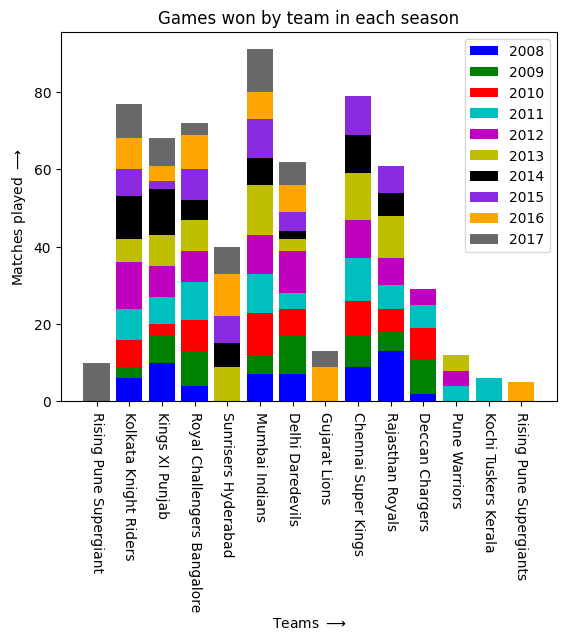 Games won by team in each season
2008
2009
2010
2011
2012
2013
2014
2015
2016
2017
Matches played ⟶
80
60
40
20
0
Rising Pune Supergiant
Kolkata Knight Riders
Kings XI Punjab
Royal Challengers Bangalore
Sunrisers Hyderabad
Mumbai Indians
Delhi Daredevils
Gujarat Lions
Chennai Super Kings
Rajasthan Royals
Deccan Chargers
Pune Warriors
Kochi Tuskers Kerala
Rising Pune Supergiants
Teams ⟶